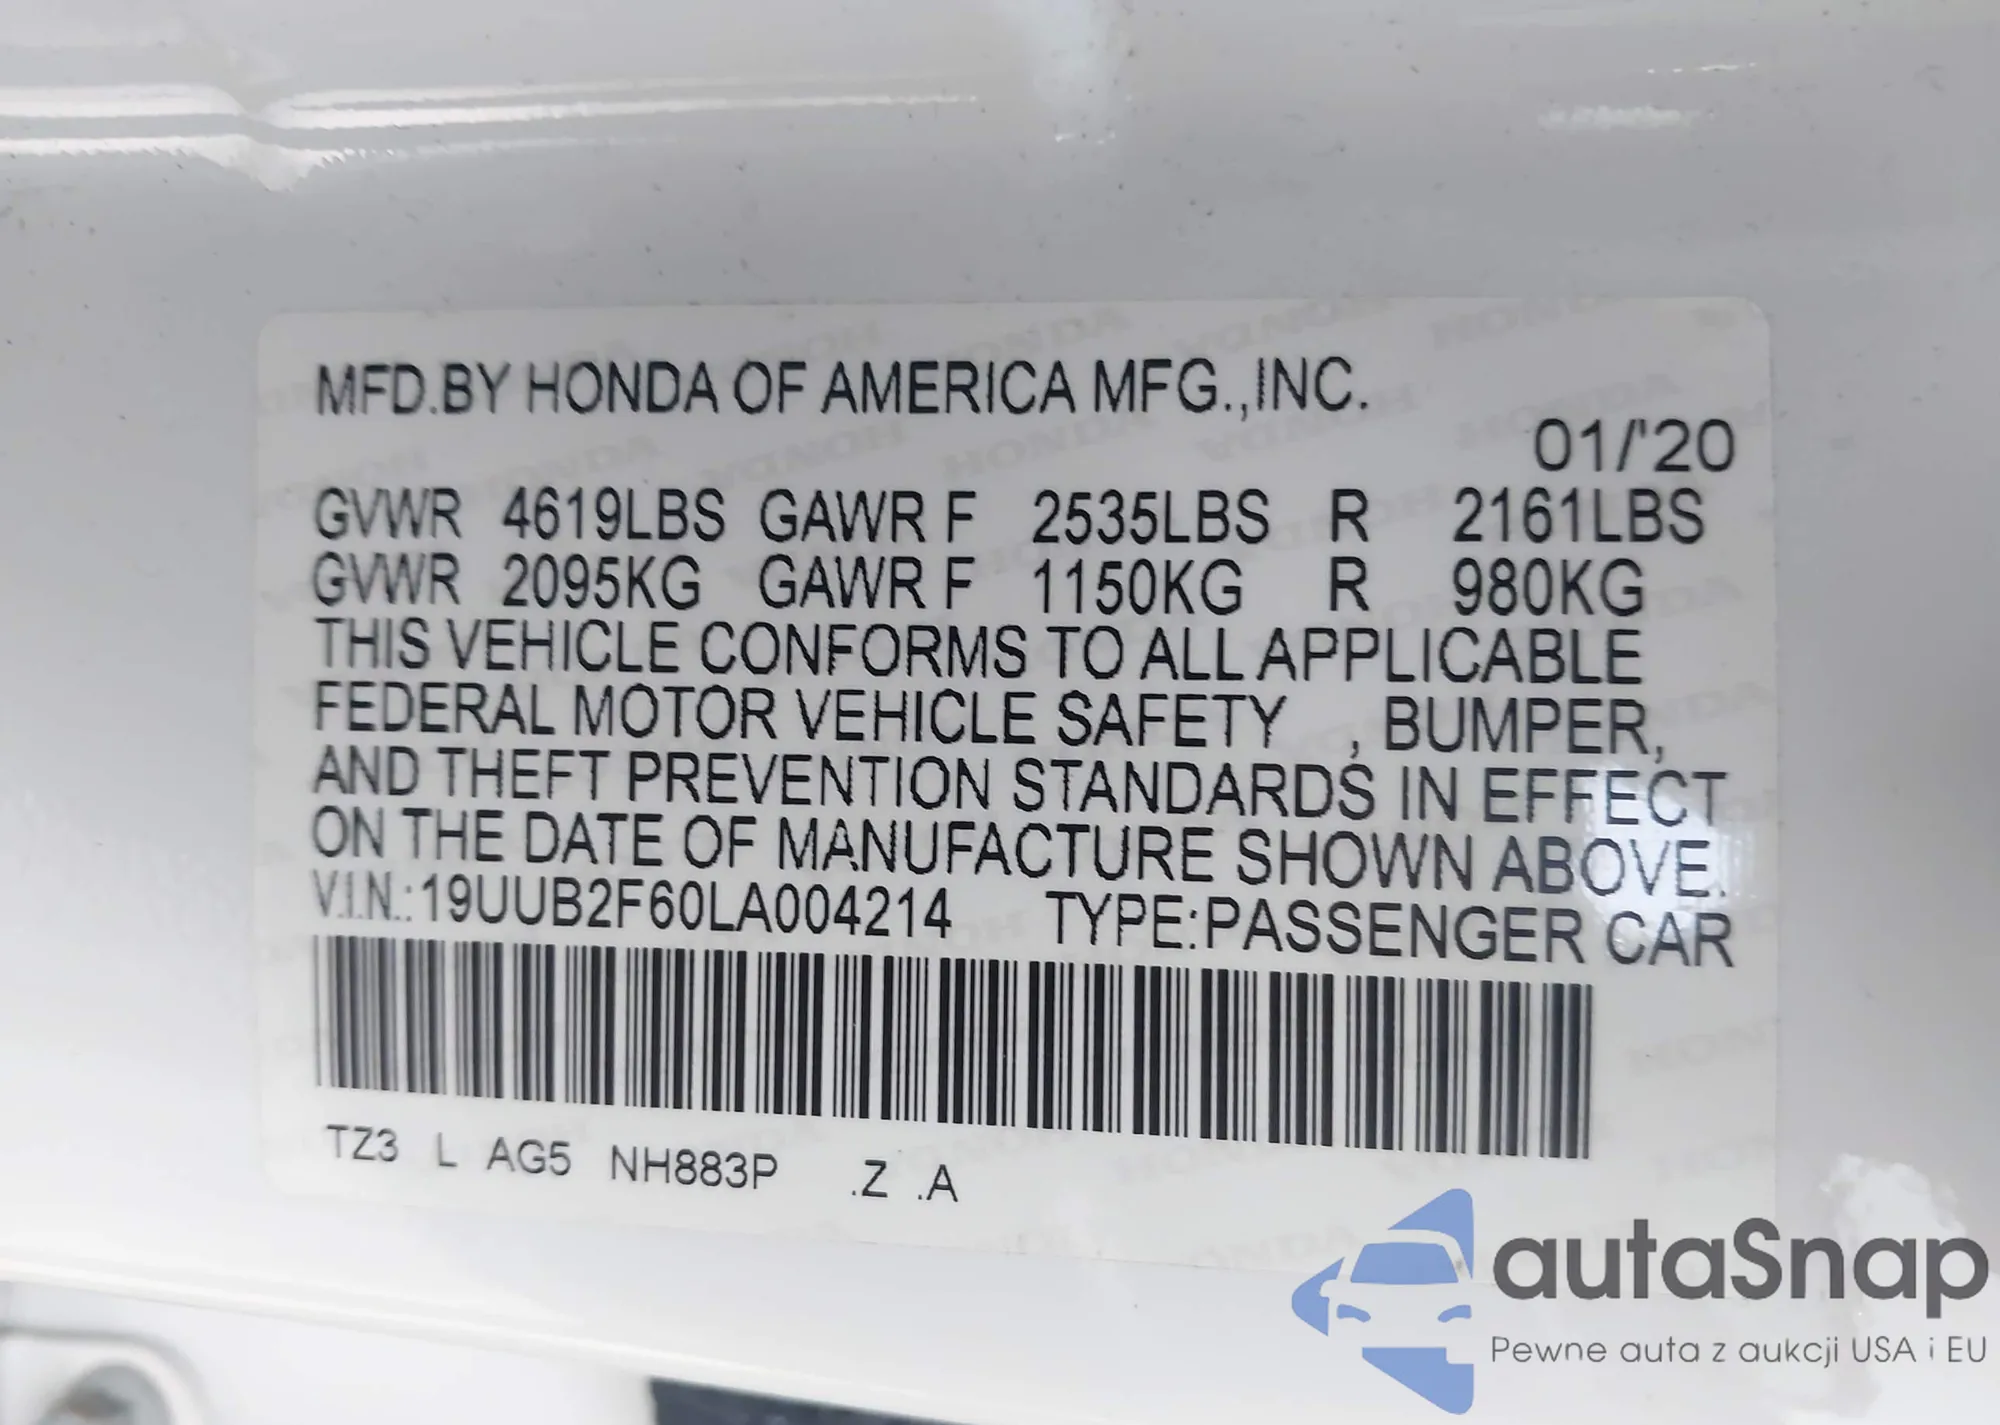 MFD.BY HONDA OF AMERICA MFG.,INC.
01/'20
GVWR 4619LBS GAWR F 2535LBS R 2161LBS
GVWR 2095KG GAWR F 1150KG R 980KG
THIS VEHICLE CONFORMS TO ALL APPLICABLE
FEDERAL MOTOR VEHICLE SAFETY , BUMPER,
AND THEFT PREVENTION STANDARDS IN EFFECT
ON THE DATE OF MANUFACTURE SHOWN ABOVE.
V.I.N.:19UUB2F60LA004214 TYPE:PASSENGER CAR
TZ3 L AG5 NH883P .Z .A
autaSnap
Pewne auta z aukcji USA i EU